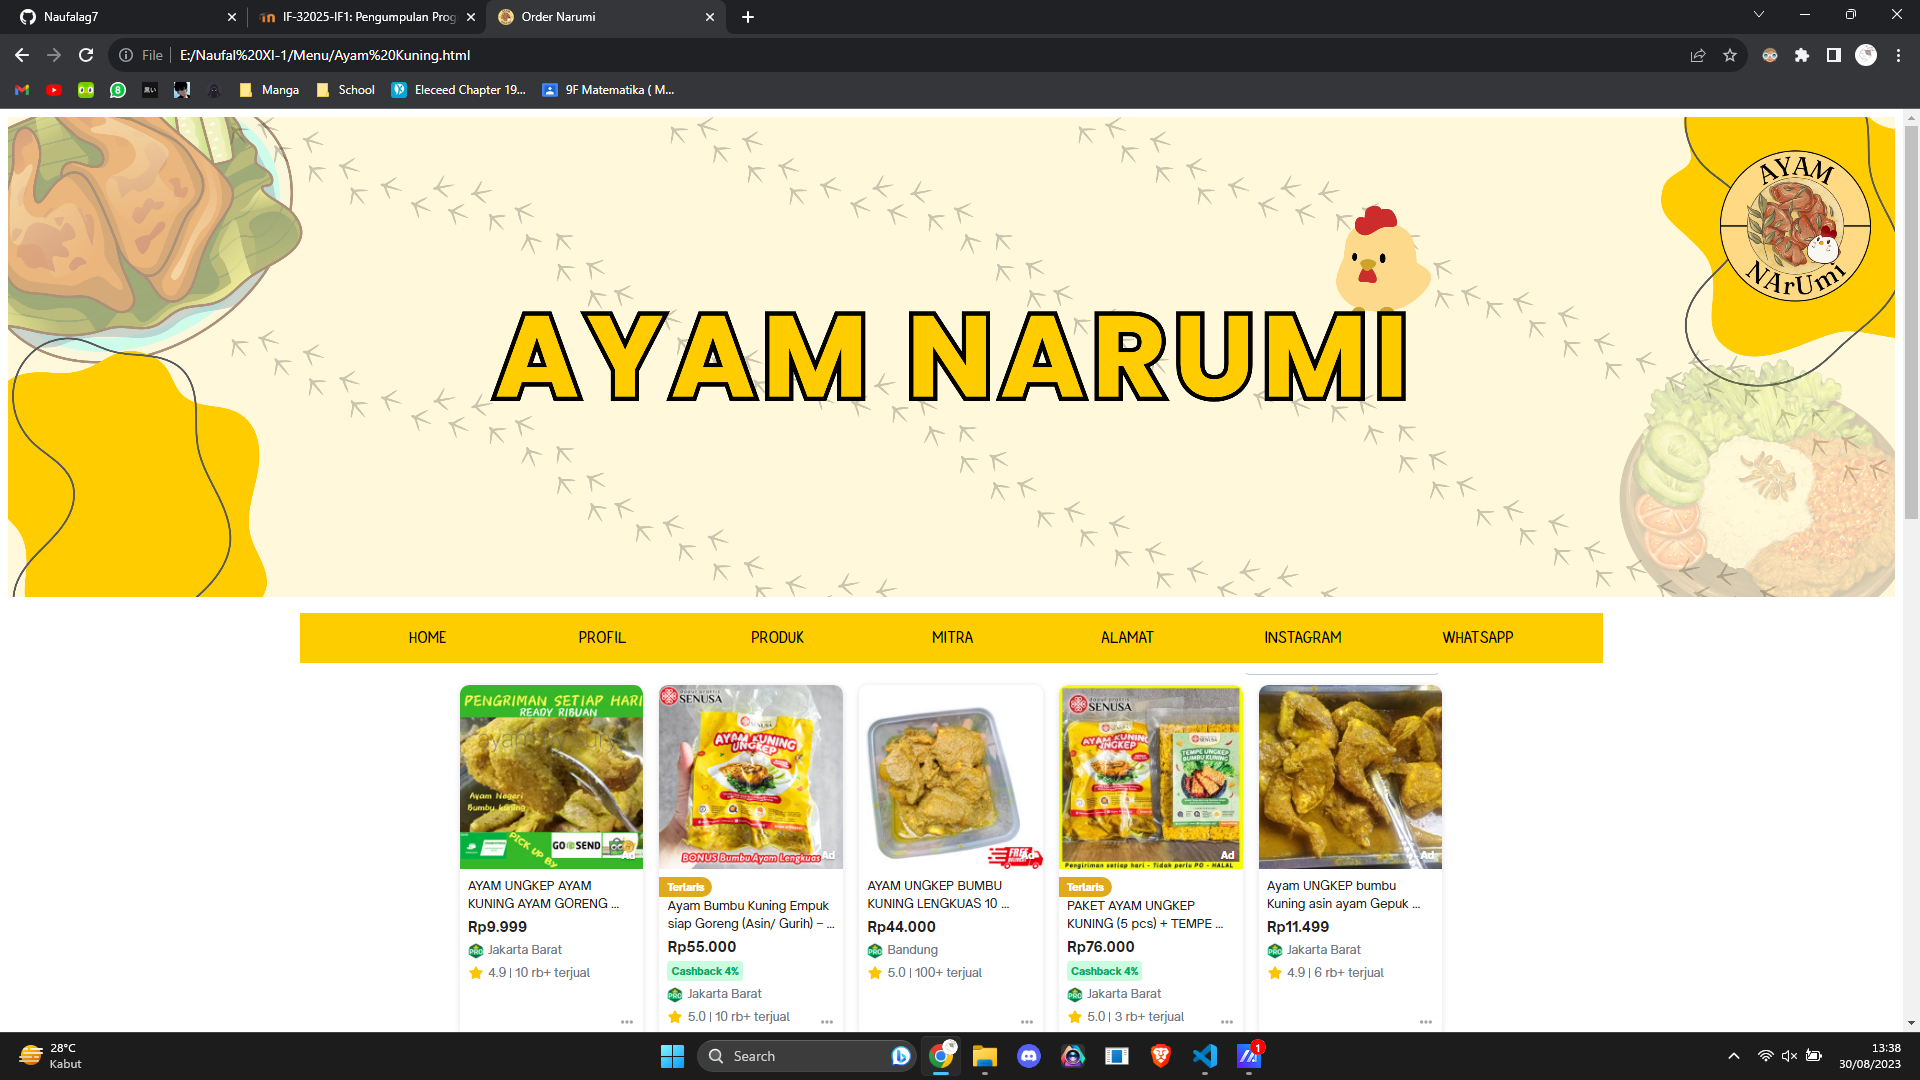 Naufalag7
IF-32025-IF1: Pengumpulan Prog
Order Narumi
File
E:/Naufal%20XI-1/Menu/Ayam%20Kuning.html
Manga
School
Eleceed Chapter 19...
9F Matematika ( M...
AYAM
NArUmi
AYAM NARUMI
HOME
PROFIL
PRODUK
MITRA
ALAMAT
INSTAGRAM
WHATSAPP
PENGIRIMAN SETIAP HARI
READY RIBUAN
Ayam Negeri
Bumbu kuning
PICK UP BY
GO SEND
Ad
AYAM UNGKEP AYAM
KUNING AYAM GORENG ...
Rp9.999
PRO
Jakarta Barat
4.9 | 10 rb+ terjual
SENUSA
AYAM KUNING
UNGKEP
BONUS Bumbu Ayam Lengkuas
Ad
Terlaris
Ayam Bumbu Kuning Empuk
siap Goreng (Asin/ Gurih) – ...
Rp55.000
Cashback 4%
PRO
Jakarta Barat
5.0 | 10 rb+ terjual
FREE
Ad
AYAM UNGKEP BUMBU
KUNING LENGKUAS 10 ...
Rp44.000
PRO
Bandung
5.0 | 100+ terjual
SENUSA
AYAM KUNING
UNGKEP
TEMPE UNGKEP
BUMBU KUNING
Pengiriman setiap hari - Tidak perlu PO - HALAL
Ad
Terlaris
PAKET AYAM UNGKEP
KUNING (5 pcs) + TEMPE ...
Rp76.000
Cashback 4%
PRO
Jakarta Barat
5.0 | 3 rb+ terjual
Ad
Ayam UNGKEP bumbu
Kuning asin ayam Gepuk ...
Rp11.499
PRO
Jakarta Barat
4.9 | 6 rb+ terjual
28°C
Kabut
Search
1
13:38
30/08/2023